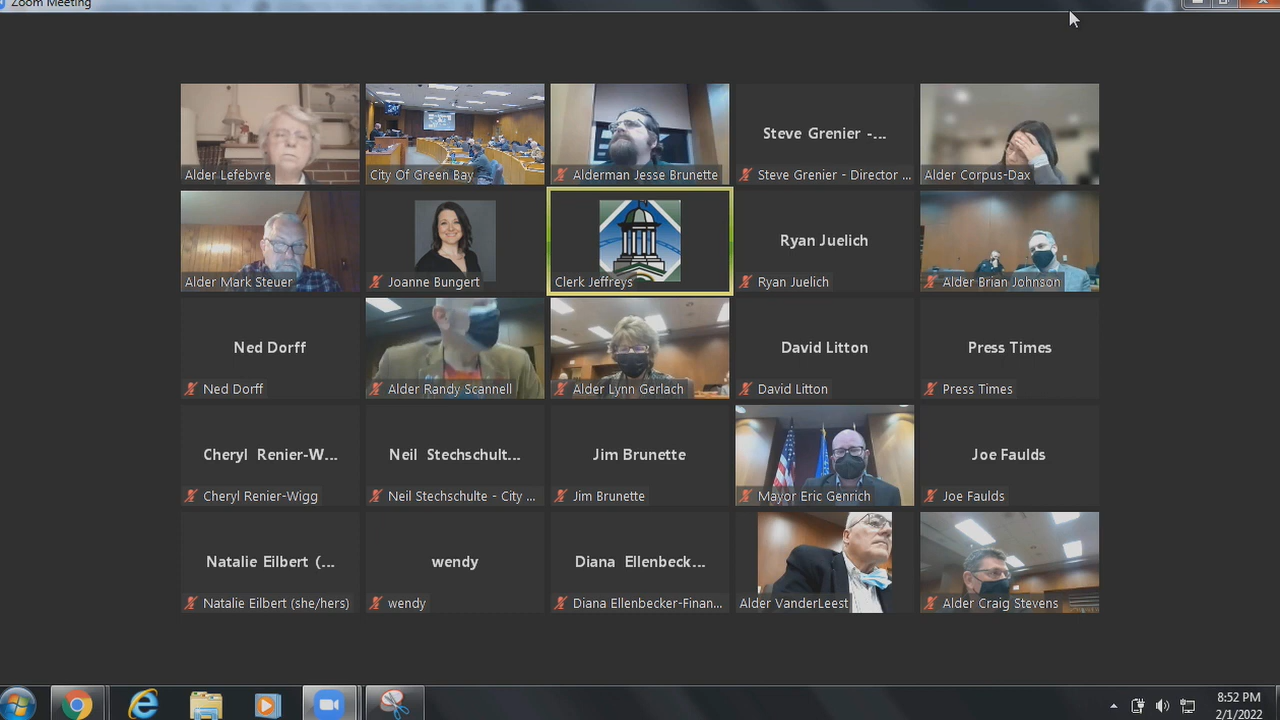 Zoom Meeting
Alder Lefebvre
City Of Green Bay
Alderman Jesse Brunette
Steve Grenier -...
Steve Grenier - Director ...
Alder Corpus-Dax
Alder Mark Steuer
Joanne Bungert
Clerk Jeffreys
Ryan Juelich
Ryan Juelich
Alder Brian Johnson
Ned Dorff
Ned Dorff
Alder Randy Scannell
Alder Lynn Gerlach
David Litton
David Litton
Press Times
Press Times
Cheryl Renier-W...
Cheryl Renier-Wigg
Neil Stechschult...
Neil Stechschulte - City ...
Jim Brunette
Jim Brunette
Mayor Eric Genrich
Joe Faulds
Joe Faulds
Natalie Eilbert (...
Natalie Eilbert (she/hers)
wendy
wendy
Diana Ellenbeck...
Diana Ellenbecker-Finan...
Alder VanderLeest
Alder Craig Stevens
8:52 PM
2/1/2022